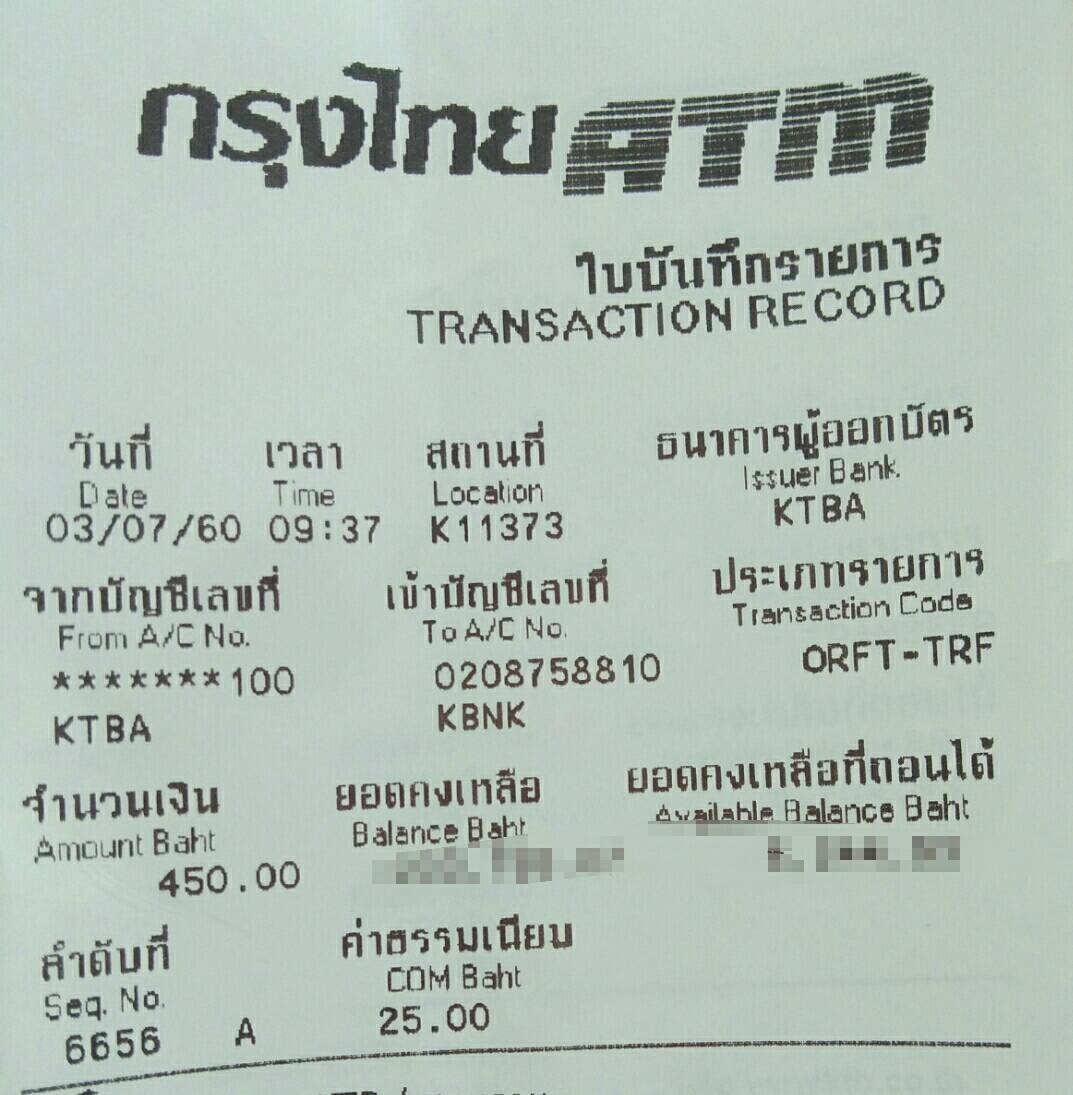 กรุงไทย ATM
ใบบันทึกรายการ
TRANSACTION RECORD
วันที่ เวลา สถานที่ ธนาคารผู้ออกบัตร
Date Time Location Issuer Bank
03/07/60 09:37 K11373 KTBA
จากบัญชีเลขที่ เข้าบัญชีเลขที่ ประเภทรายการ
From A/C No. To A/C No. Transaction Code
*******100 0208758810 ORFT-TRF
KTBA KBNK
จำนวนเงิน ยอดคงเหลือ ยอดคงเหลือที่ถอนได้
Amount Baht Balance Baht Available Balance Baht
450.00
ลำดับที่ ค่าธรรมเนียม
Seq. No. COM Baht
6656 A 25.00